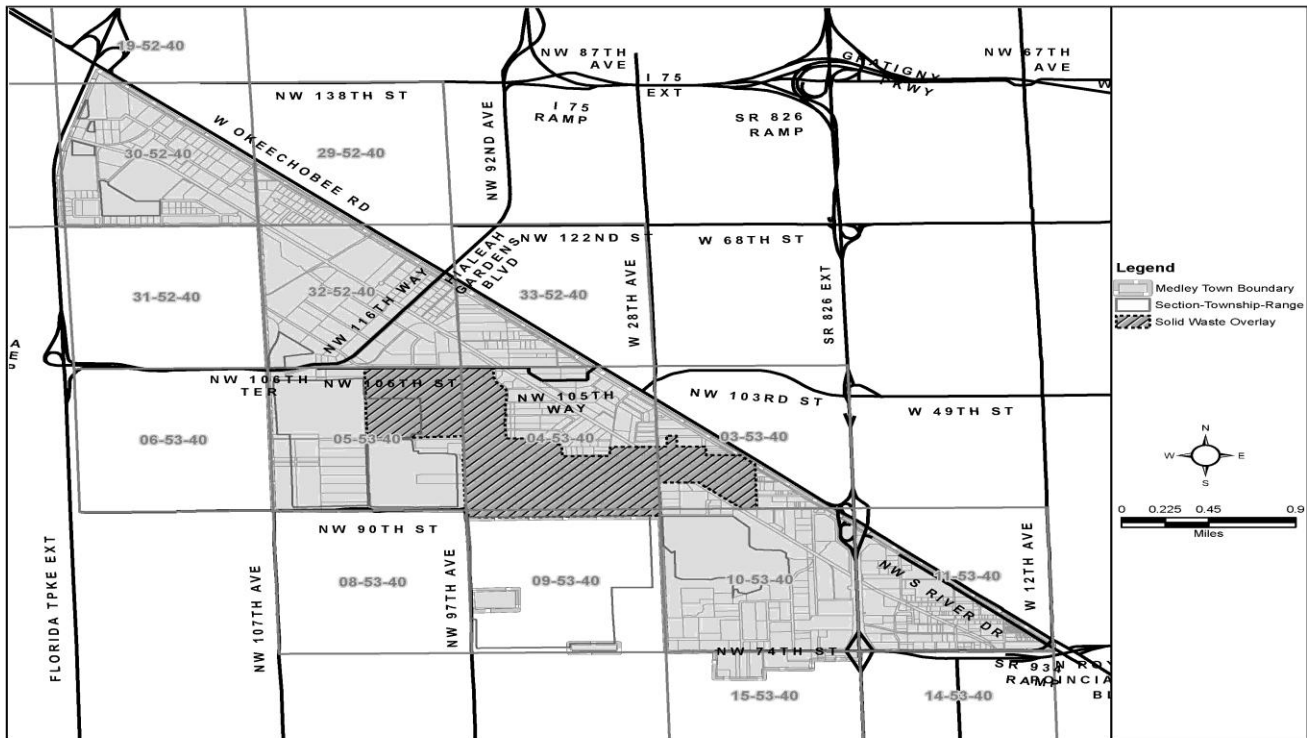 19-52-40
NW 87TH
AVE
GRATIGNY
PKWY
NW 67TH
AVE
I 75
EXT
NW 138TH ST
I 75
RAMP
SR 826
RAMP
W OKEECHOBEE RD
NW 92ND AVE
30-52-40
29-52-40
NW 122ND ST
W 68TH ST
HIALEAH
GARDENS
BLVD
NW 116TH WAY
31-52-40
32-52-40
33-52-40
W 28TH AVE
SR 826 EXT
NW 106TH
TER
NW 106TH ST
NW 105TH
WAY
NW 103RD ST
W 49TH ST
06-53-40
05-53-40
04-53-40
03-53-40
NW 90TH ST
FLORIDA TPKE EXT
NW 107TH AVE
NW 97TH AVE
08-53-40
09-53-40
10-53-40
11-53-40
NW S RIVER DR
W 12TH AVE
NW 74TH ST
SR 934
RAMP
15-53-40
14-53-40
Legend
Medley Town Boundary
Section-Township-Range
Solid Waste Overlay
N
W
E
S
0 0.225 0.45 0.9
Miles